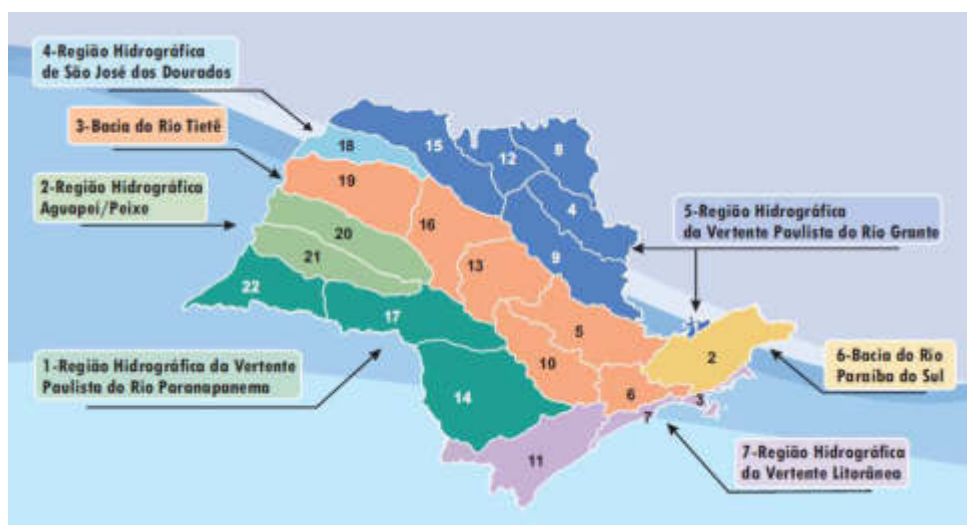 4-Região Hidrográfica
de São José dos Dourados
3-Bacia do Rio Tietê
2-Região Hidrográfica
Aguapeí/Peixe
1-Região Hidrográfica da Vertente
Paulista do Rio Paranapanema
5-Região Hidrográfica
da Vertente Paulista do Rio Grante
6-Bacia do Rio
Paraíba do Sul
7-Região Hidrográfica
da Vertente Litorânea
18
15
12
8
19
16
4
20
9
21
13
22
17
5
1
2
10
6
3
14
7
11